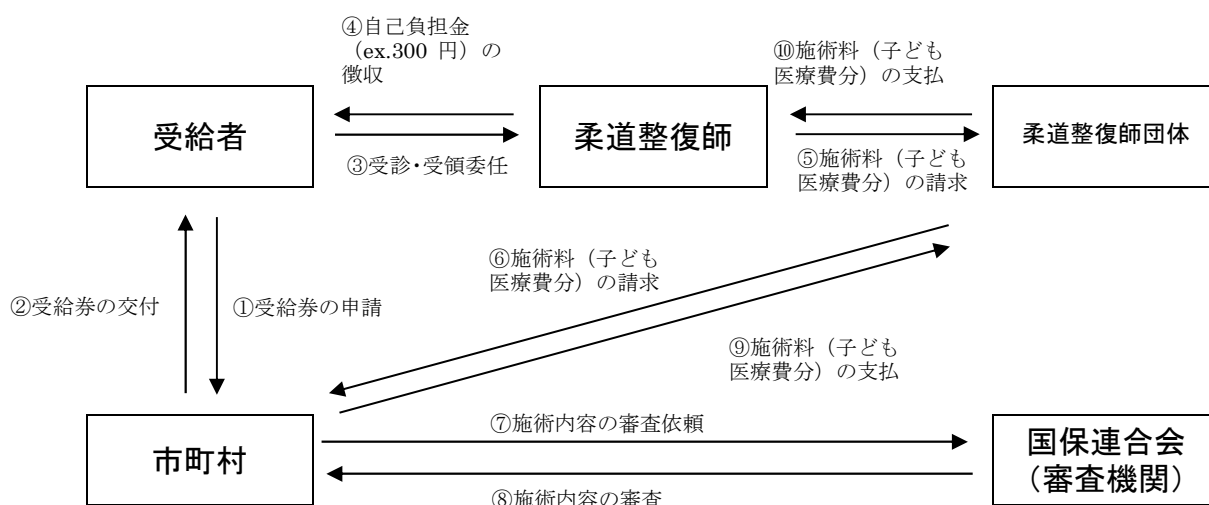 ④自己負担金
（ex.300 円）の
徴収
⑩施術料（子ども
医療費分）の支払
受給者
柔道整復師
柔道整復師団体
③受診・受領委任
⑤施術料（子ども
医療費分）の請求
⑥施術料（子ども
医療費分）の請求
②受給券の交付
①受給券の申請
⑨施術料（子ども
医療費分）の支払
⑦施術内容の審査依頼
市町村
国保連合会
（審査機関）
⑧施術内容の審査